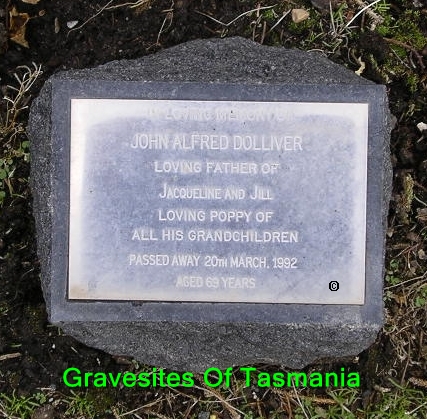 IN LOVING MEMORY OF
JOHN ALFRED DOLLIVER
LOVING FATHER OF
JACQUELINE AND JILL
LOVING POPPY OF
ALL HIS GRANDCHILDREN
PASSED AWAY 20TH MARCH, 1992
AGED 69 YEARS
©
Gravesites Of Tasmania